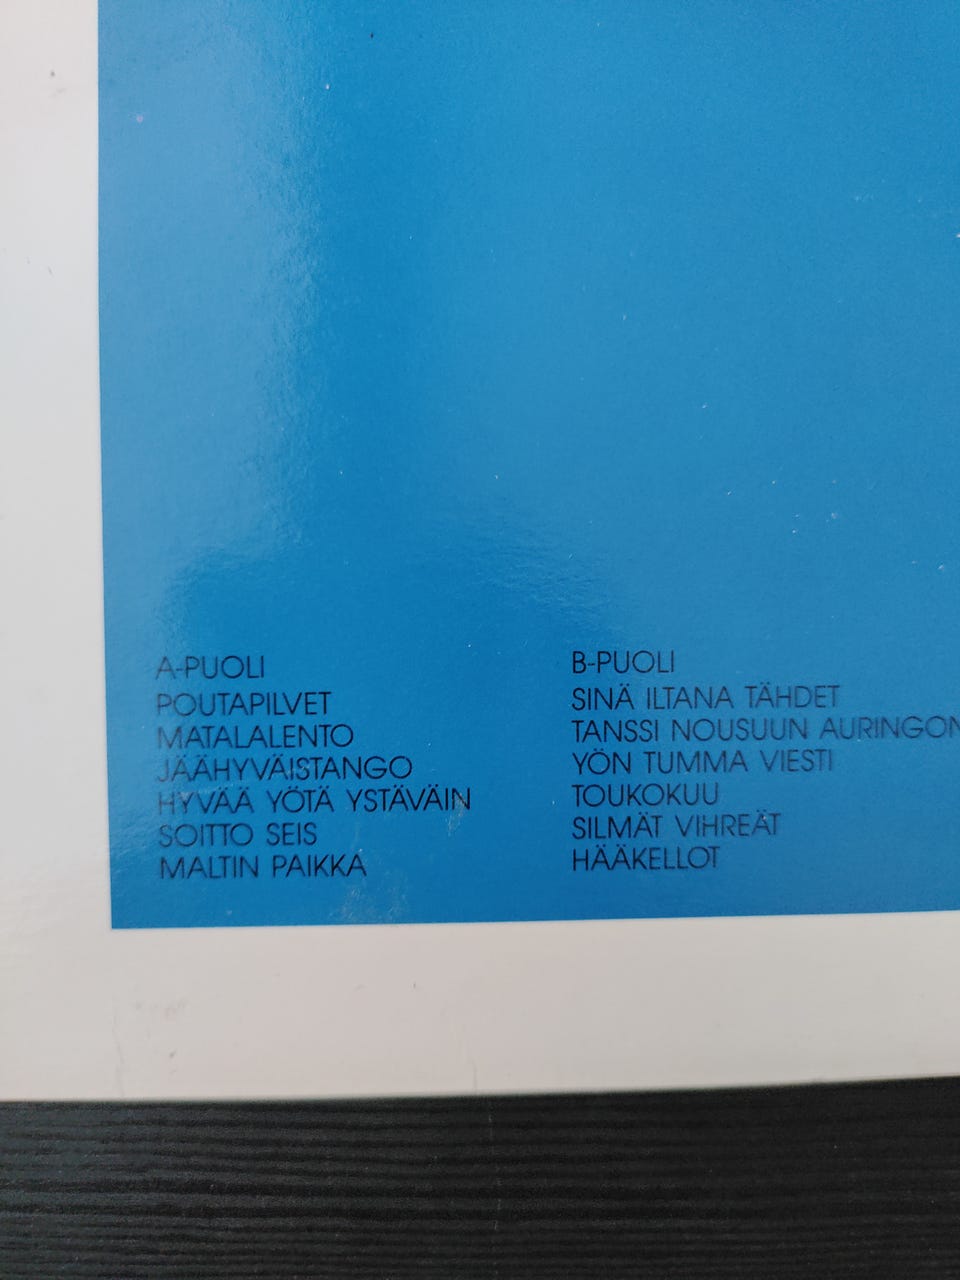 A-PUOLI
POUTAPILVET
MATALALENTO
JÄÄHYVÄISTANGO
HYVÄÄ YÖTÄ YSTÄVÄIN
SOITTO SEIS
MALTIN PAIKKA
B-PUOLI
SINÄ ILTANA TÄHDET
TANSSI NOUSUUN AURINGON
YÖN TUMMA VIESTI
TOUKOKUU
SILMÄT VIHREÄT
HÄÄKELLOT